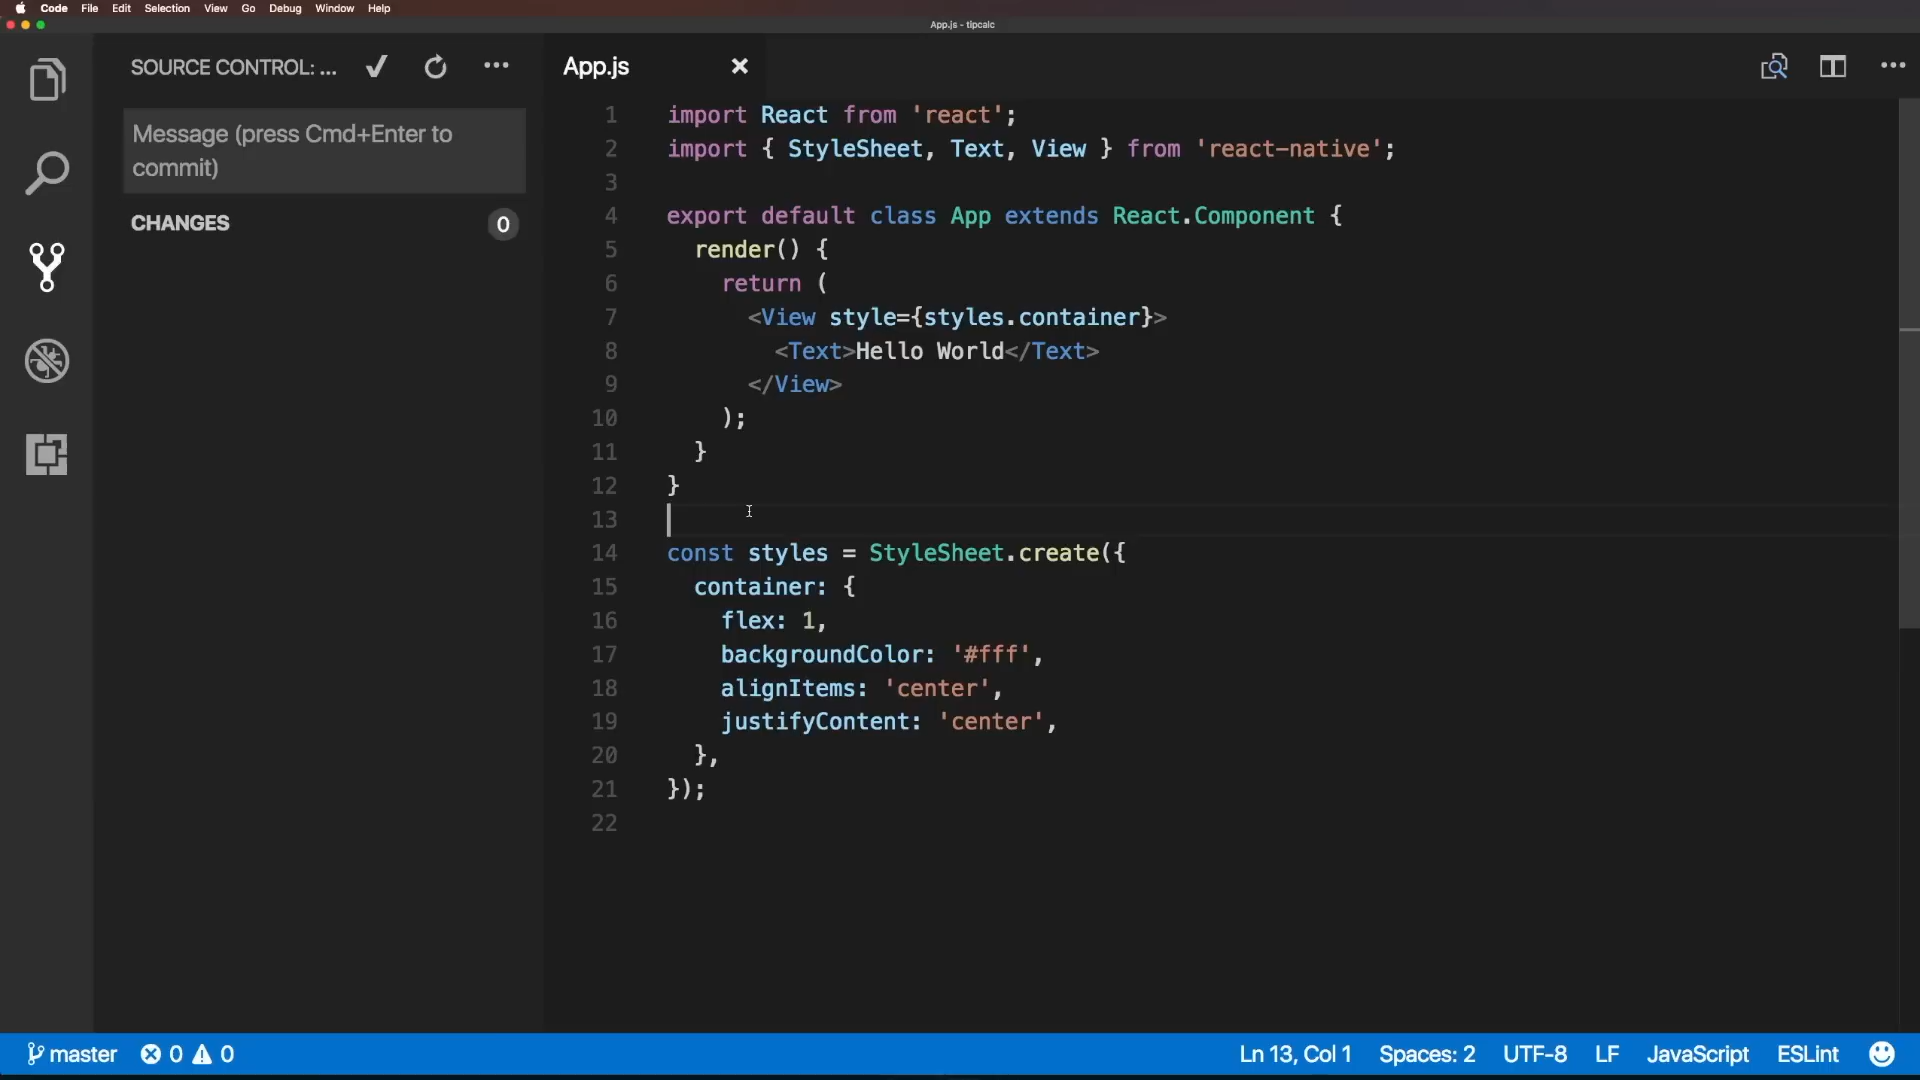 Code File Edit Selection View Go Debug Window Help
App.js - tipcalc
SOURCE CONTROL: ...
App.js
Message (press Cmd+Enter to
commit)
CHANGES 0
1 import React from 'react';
2 import { StyleSheet, Text, View } from 'react-native';
3
4 export default class App extends React.Component {
5   render() {
6     return (
7       <View style={styles.container}>
8         <Text>Hello World</Text>
9       </View>
10     );
11   }
12 }
13
14 const styles = StyleSheet.create({
15   container: {
16     flex: 1,
17     backgroundColor: '#fff',
18     alignItems: 'center',
19     justifyContent: 'center',
20   },
21 });
22
master 0 0 Ln 13, Col 1 Spaces: 2 UTF-8 LF JavaScript ESLint